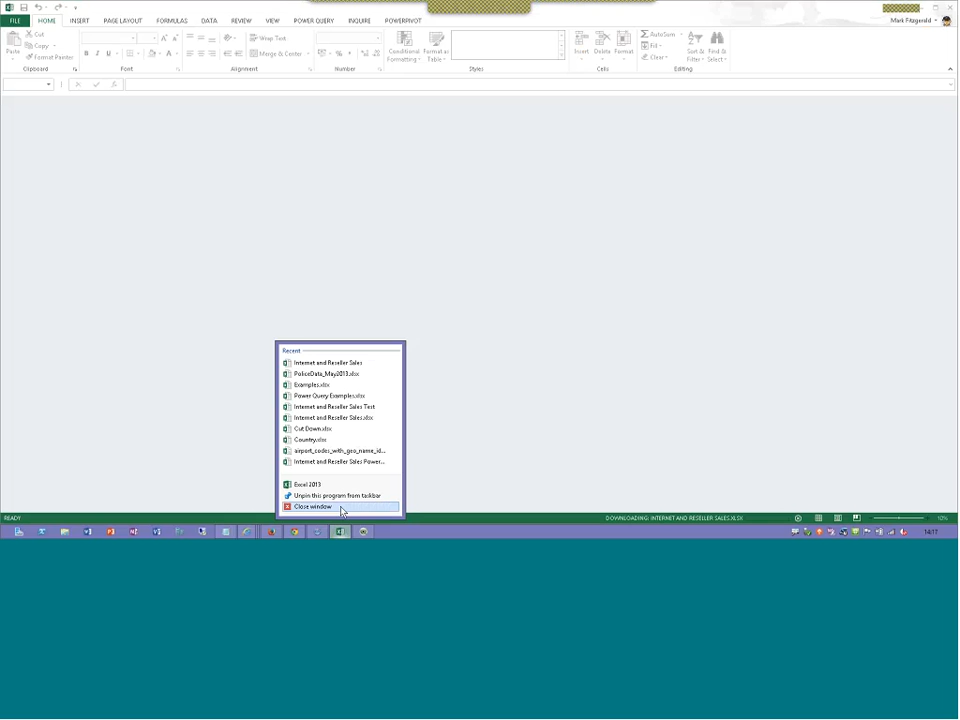 Mark Fitzgerald
FILE HOME INSERT PAGE LAYOUT FORMULAS DATA REVIEW VIEW POWER QUERY INQUIRE POWERPIVOT
Paste
Cut
Copy
Format Painter
Clipboard
B I U
Font
Wrap Text
Merge & Center
Alignment
Number
Conditional Formatting
Format as Table
Styles
Insert Delete Format
Cells
AutoSum
Fill
Clear
Sort & Filter
Find & Select
Editing
Recent
Internet and Reseller Sales
PoliceData_May2013.xlsx
Examples.xlsx
Power Query Examples.xlsx
Internet and Reseller Sales Test
Internet and Reseller Sales.xlsx
Cut Down.xlsx
Country.xlsx
airport_codes_with_geo_name_id...
Internet and Reseller Sales Power...
Excel 2013
Unpin this program from taskbar
Close window
READY
DOWNLOADING: INTERNET AND RESELLER SALES.XLSX
10%
14:17